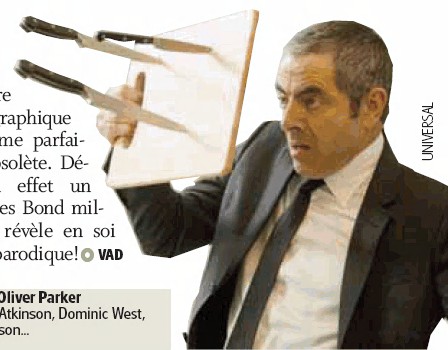 re
raphique
me parfai-
bsolète. Dé-
effet un
es Bond mil-
révèle en soi
parodique! VAD
Oliver Parker
Atkinson, Dominic West,
son...
UNIVERSAL